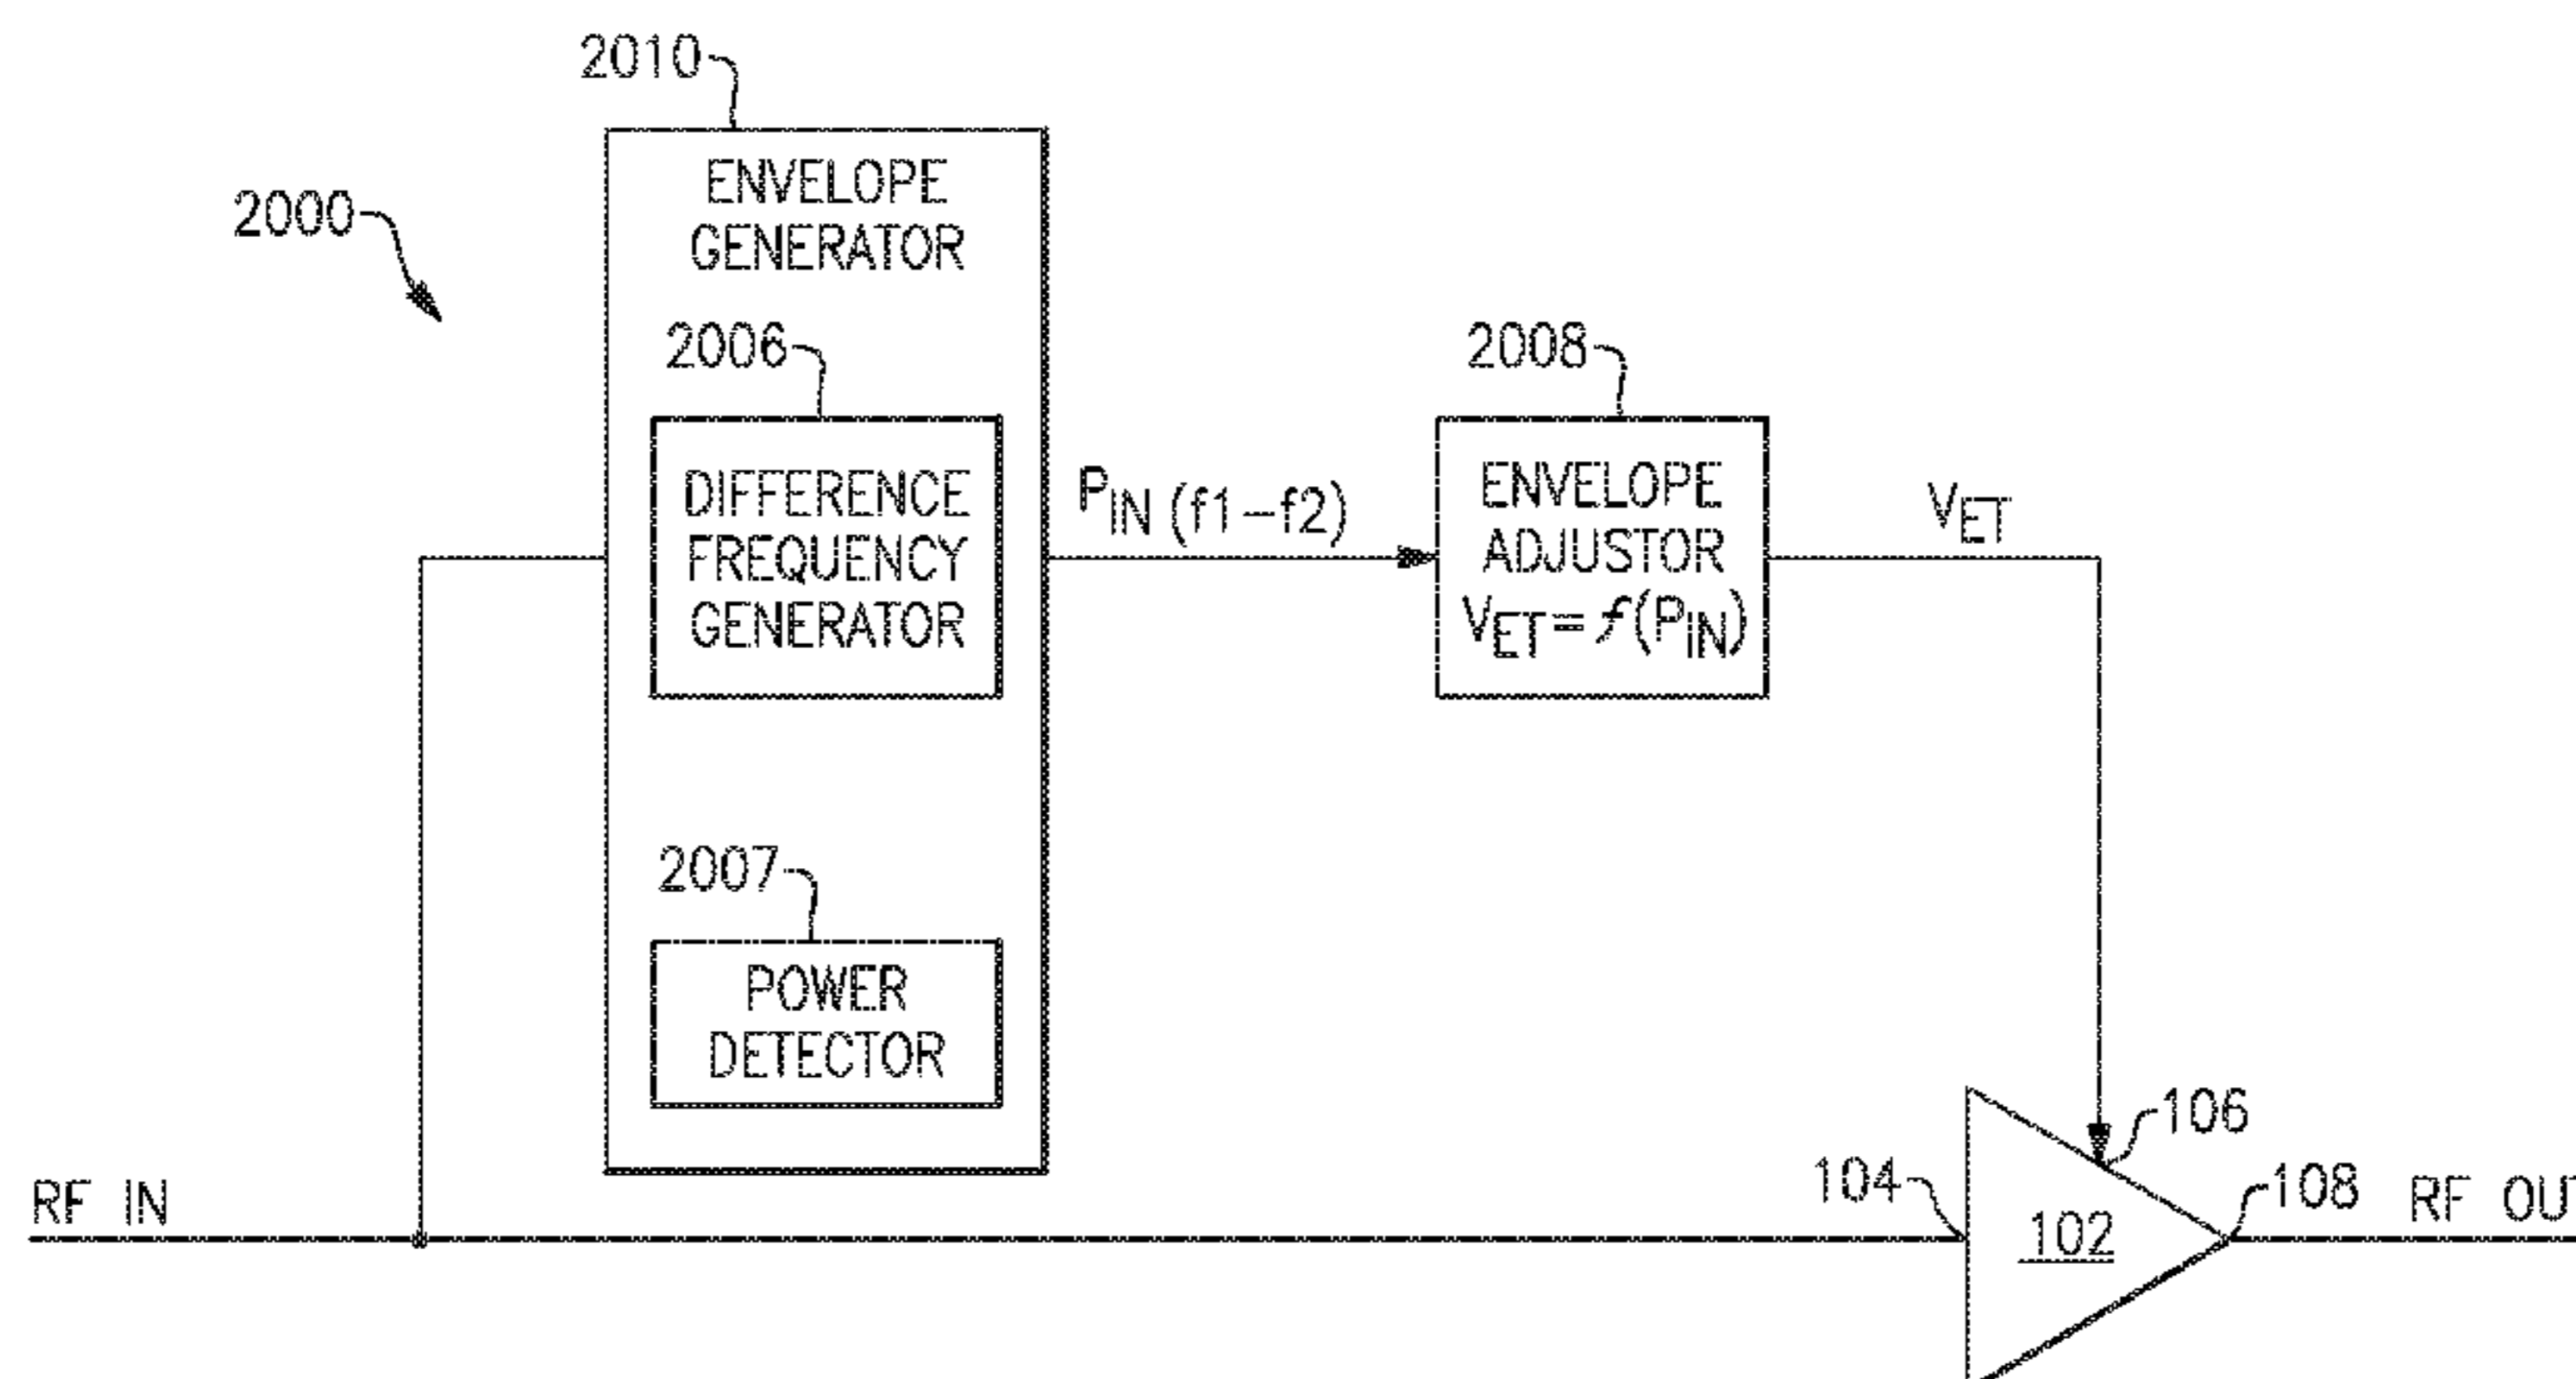 2010
ENVELOPE
GENERATOR
2000
2006
DIFFERENCE
FREQUENCY
GENERATOR
PIN (f1-f2)
2008
ENVELOPE
ADJUSTOR
VET=f(PIN)
VET
2007
POWER
DETECTOR
106
104
102
108
RF IN
RF OUT